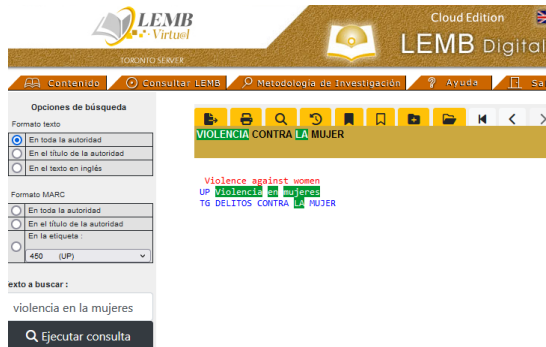 LEMB
Virtual
TORONTO SERVER
Cloud Edition
LEMB Digital
Contenido
Consultar LEMB
Metodología de Investigación
Ayuda
Sa
Opciones de búsqueda
Formato texto
En toda la autoridad
En el título de la autoridad
En el texto en inglés
Formato MARC
En toda la autoridad
En el título de la autoridad
En la etiqueta :
450 (UP)
exto a buscar :
violencia en la mujeres
Ejecutar consulta
VIOLENCIA CONTRA LA MUJER
Violence against women
UP Violencia en mujeres
TG DELITOS CONTRA LA MUJER